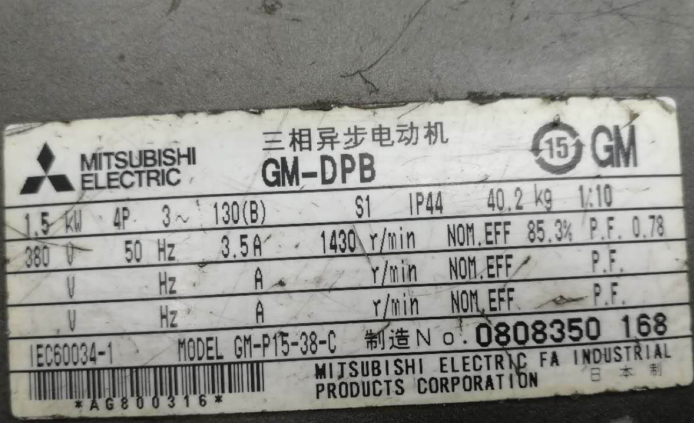 三相异步电动机
MITSUBISHI ELECTRIC GM-DPB 15 GM
1.5 kW 4P 3~ 130(B) S1 IP44 40.2 kg 1/10
380 V 50 Hz 3.5 A 1430 r/min NOM.EFF 85.3% P.F. 0.78
V Hz A r/min NOM.EFF P.F.
V Hz A r/min NOM.EFF P.F.
IEC60034-1 MODEL GM-P15-38-C 制造No. 0808350 168
MITSUBISHI ELECTRIC FA INDUSTRIAL
PRODUCTS CORPORATION 日本制
*AG800316*